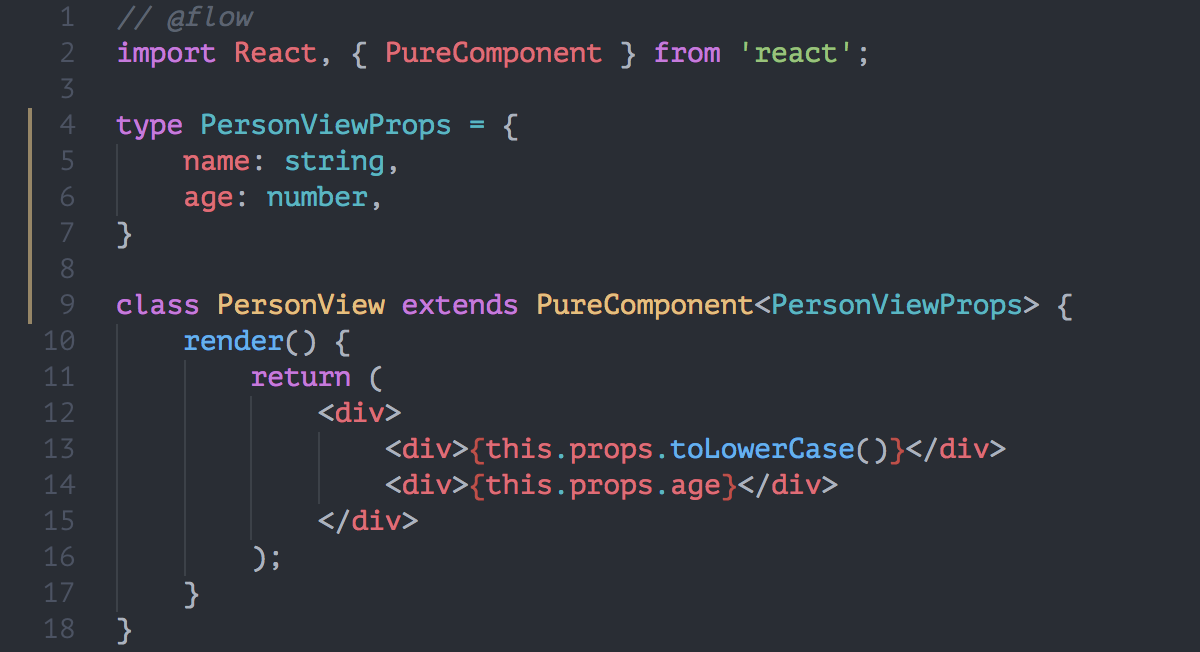 1 // @flow
2 import React, { PureComponent } from 'react';
3
4 type PersonViewProps = {
5     name: string,
6     age: number,
7 }
8
9 class PersonView extends PureComponent<PersonViewProps> {
10     render() {
11         return (
12             <div>
13                 <div>{this.props.toLowerCase()}</div>
14                 <div>{this.props.age}</div>
15             </div>
16         );
17     }
18 }